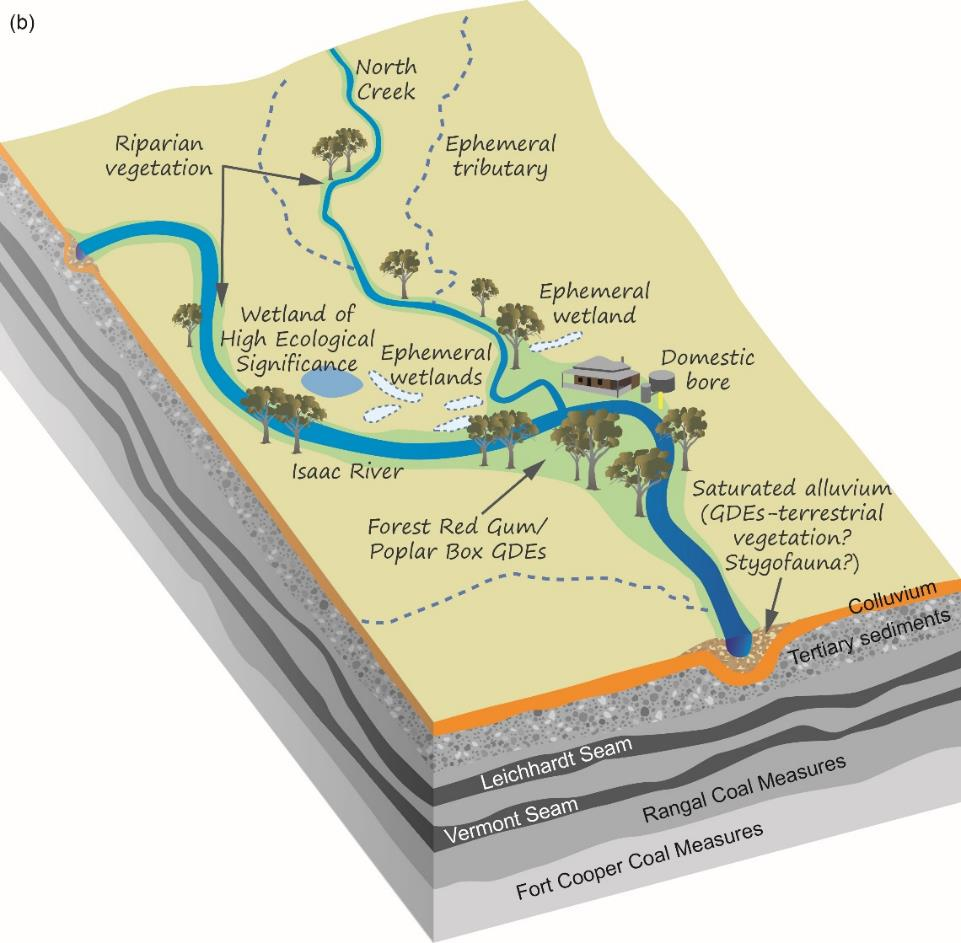 (b)
North
Creek
Riparian
vegetation
Ephemeral
tributary
Wetland of
High Ecological
Significance
Ephemeral
wetlands
Ephemeral
wetland
Domestic
bore
Isaac River
Forest Red Gum/
Poplar Box GDEs
Saturated alluvium
(GDEs-terrestrial
vegetation?
Stygofauna?)
Colluvium
Tertiary sediments
Leichhardt Seam
Vermont Seam
Rangal Coal Measures
Fort Cooper Coal Measures